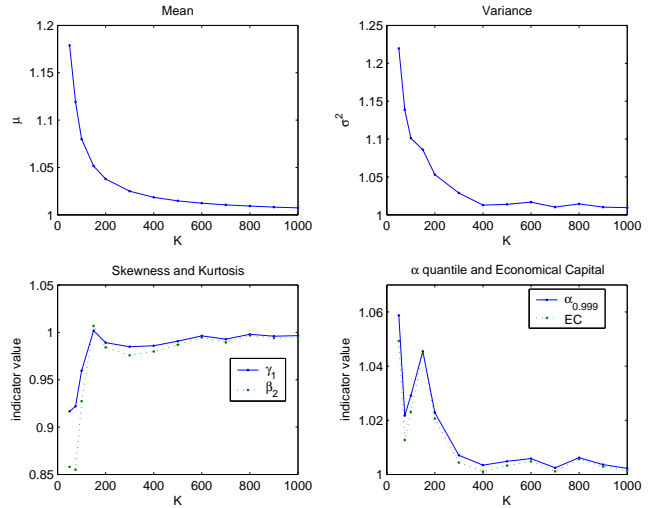 Mean
1.2
1.15
1.1
1.05
1
μ
0 200 400 600 800 1000
K
Variance
1.25
1.2
1.15
1.1
1.05
1
σ²
0 200 400 600 800 1000
K
Skewness and Kurtosis
1.05
1
0.95
0.9
0.85
indicator value
γ₁
β₂
0 200 400 600 800 1000
K
α quantile and Economical Capital
1.06
1.04
1.02
1
indicator value
α₀.₉₉₉
EC
0 200 400 600 800 1000
K